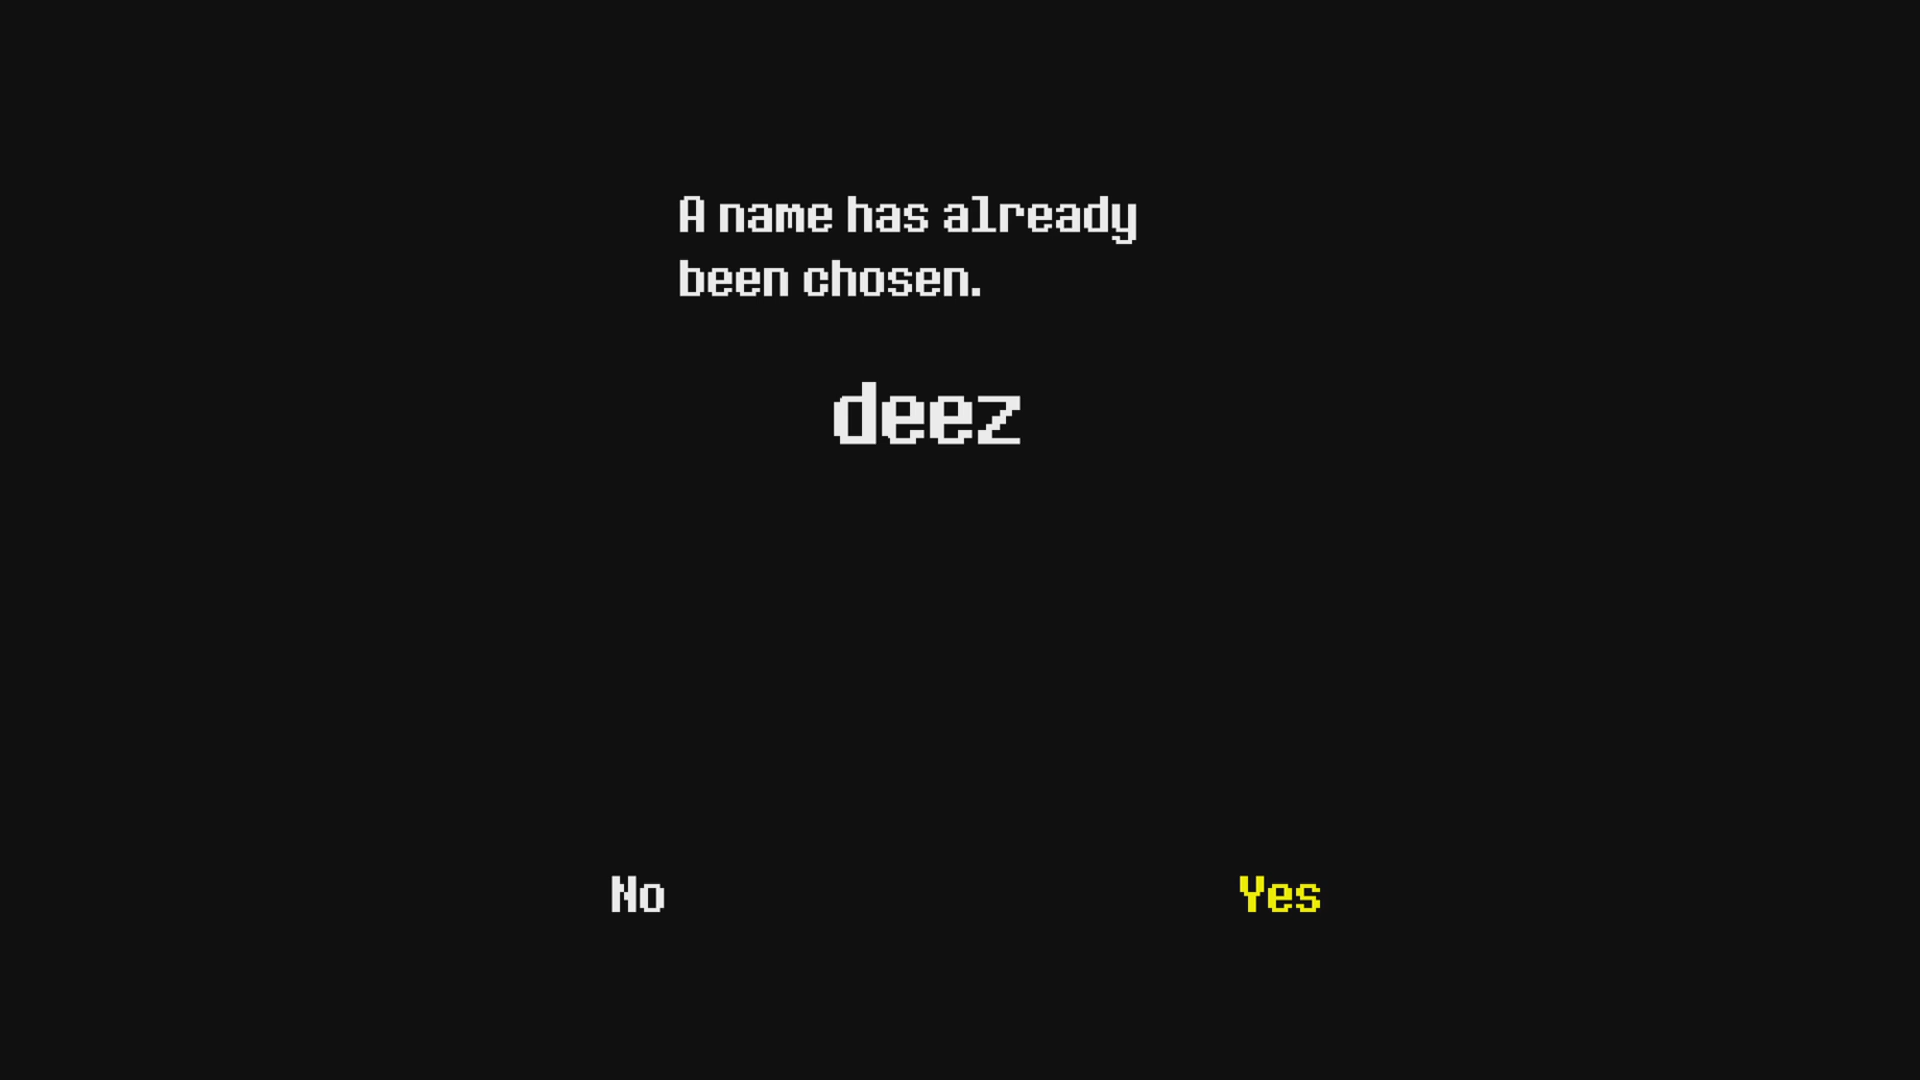 A name has already
been chosen.
deez
No
Yes